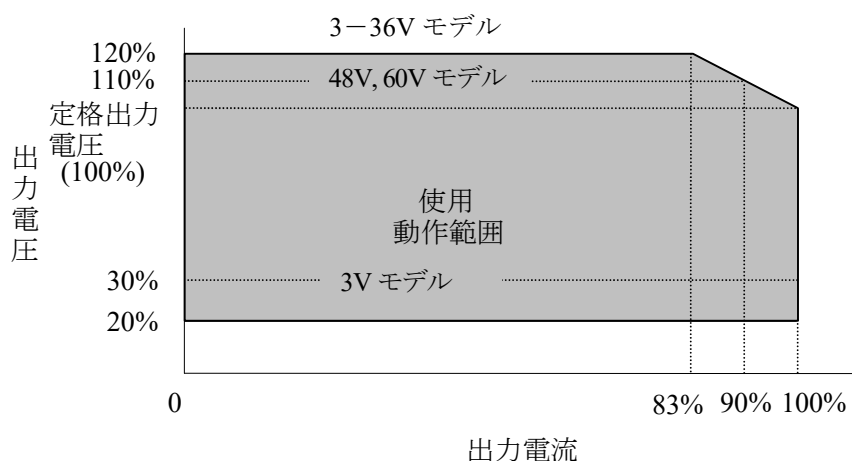 3－36V モデル
120%
110%
48V, 60V モデル
定格出力
電圧
(100%)
出力電圧
使用
動作範囲
30%
3V モデル
20%
0
83%
90%
100%
出力電流